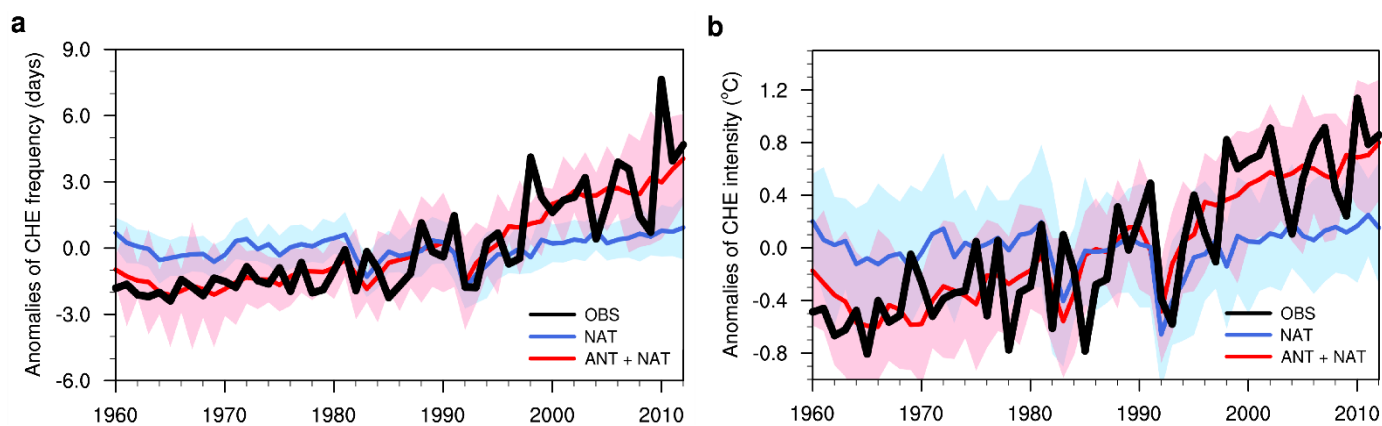 a
Anomalies of CHE frequency (days)
9.0
6.0
3.0
0.0
-3.0
-6.0
OBS
NAT
ANT + NAT
1960 1970 1980 1990 2000 2010
b
Anomalies of CHE intensity (°C)
1.2
0.8
0.4
0.0
-0.4
-0.8
OBS
NAT
ANT + NAT
1960 1970 1980 1990 2000 2010